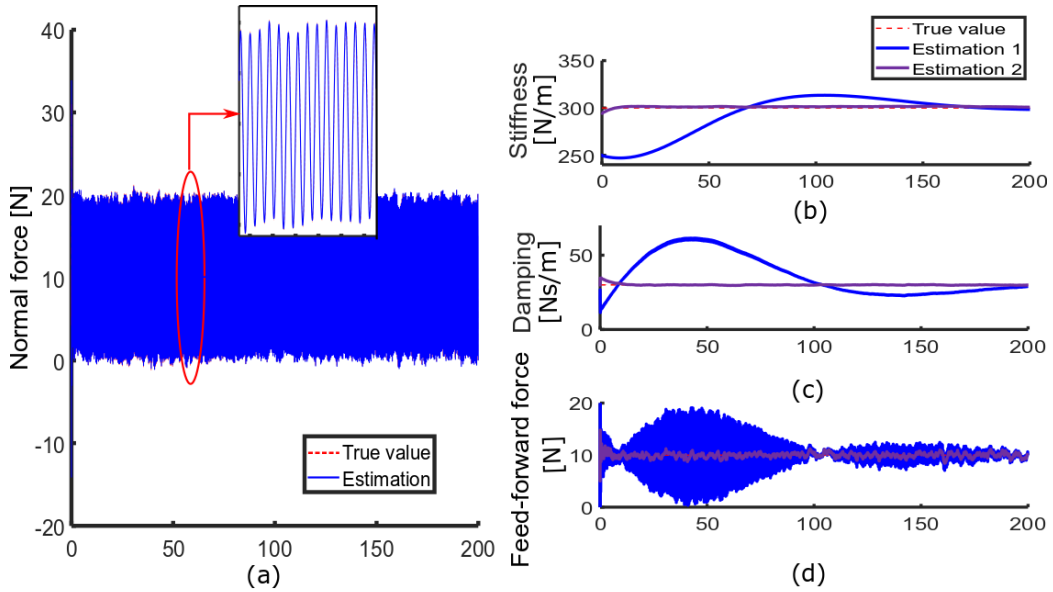 Normal force [N]
40
30
20
10
0
-10
-20
True value
Estimation
0
50
100
150
200
(a)
True value
Estimation 1
Estimation 2
Stiffness
[N/m]
350
300
250
0
50
100
150
200
(b)
Damping
[Ns/m]
50
0
0
50
100
150
200
(c)
Feed-forward force
[N]
20
10
0
0
50
100
150
200
(d)